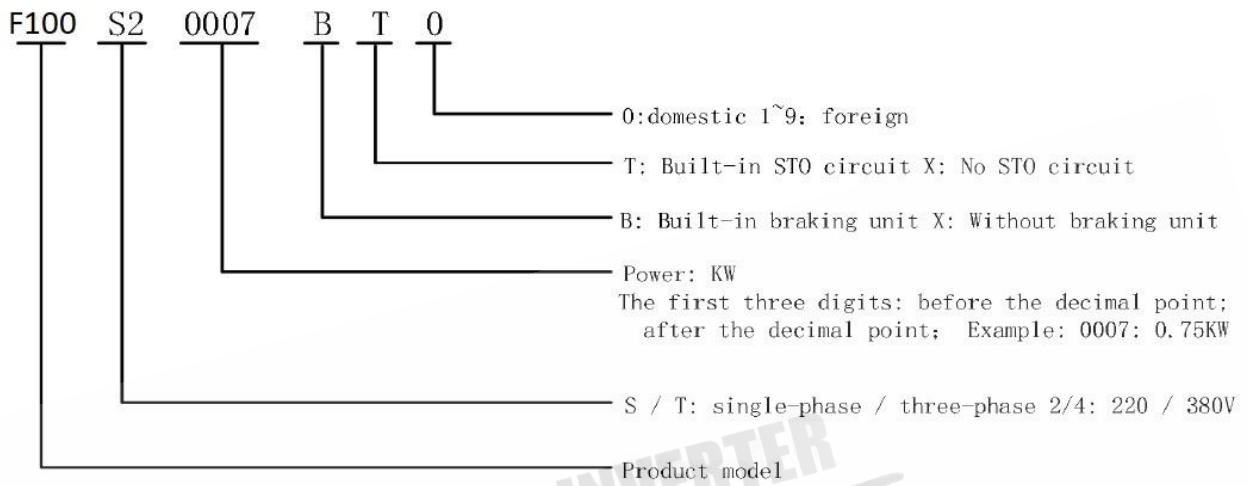 F100 S2 0007 B T 0
0:domestic 1~9: foreign
T: Built-in STO circuit X: No STO circuit
B: Built-in braking unit X: Without braking unit
Power: KW
The first three digits: before the decimal point;
after the decimal point; Example: 0007: 0.75KW
S / T: single-phase / three-phase 2/4: 220 / 380V
Product model
INVERTER